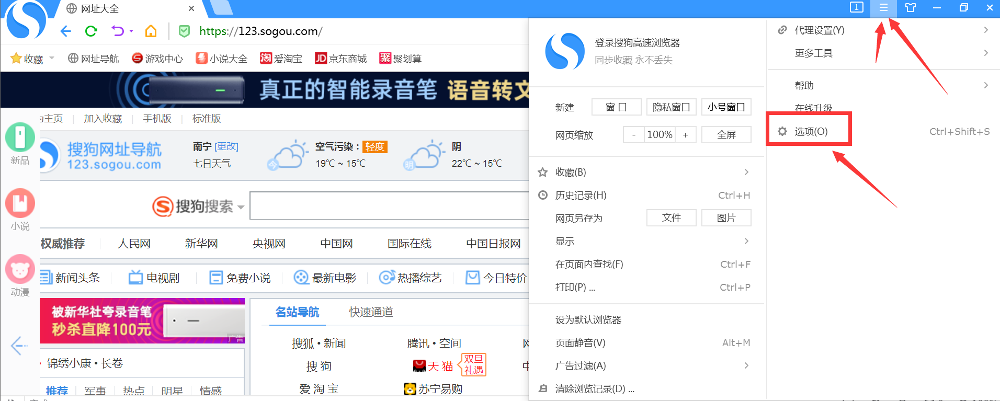 网址大全
1
https://123.sogou.com/
收藏
网址导航
游戏中心
小说大全
淘 爱淘宝
JD 京东商城
聚 聚划算
真正的智能录音笔 语音转文
为主页
加入收藏
手机版
标准版
新品
小说
动漫
搜狗网址导航
123.sogou.com
南宁 [更改]
七日天气
今
空气污染：轻度
19℃ ~ 15℃
明
阴
22℃ ~ 15℃
搜狗搜索
权威推荐
人民网
新华网
央视网
中国网
国际在线
中国日报网
新闻头条
电视剧
免费小说
最新电影
热播综艺
今日特价
被新华社夸录音笔
秒杀直降100元
广告
锦绣小康 • 长卷
推荐
军事
热点
明星
情感
名站导航
快速通道
搜狐 • 新闻
腾讯 • 空间
搜 狗
天 猫
双旦
礼遇
爱 淘 宝
苏宁易购
登录搜狗高速浏览器
同步收藏 永不丢失
新建
窗 口
隐私窗口
小号窗口
网页缩放
- 100% +
全屏
收藏(B)
历史记录(H) Ctrl+H
网页另存为
文件
图片
显示
在页面内查找(F) Ctrl+F
打印(P) ... Ctrl+P
设为默认浏览器
页面静音(V) Alt+M
广告过滤(A)
清除浏览记录(D) ...
代理设置(Y)
更多工具
帮助
在线升级
选项(O) Ctrl+Shift+S